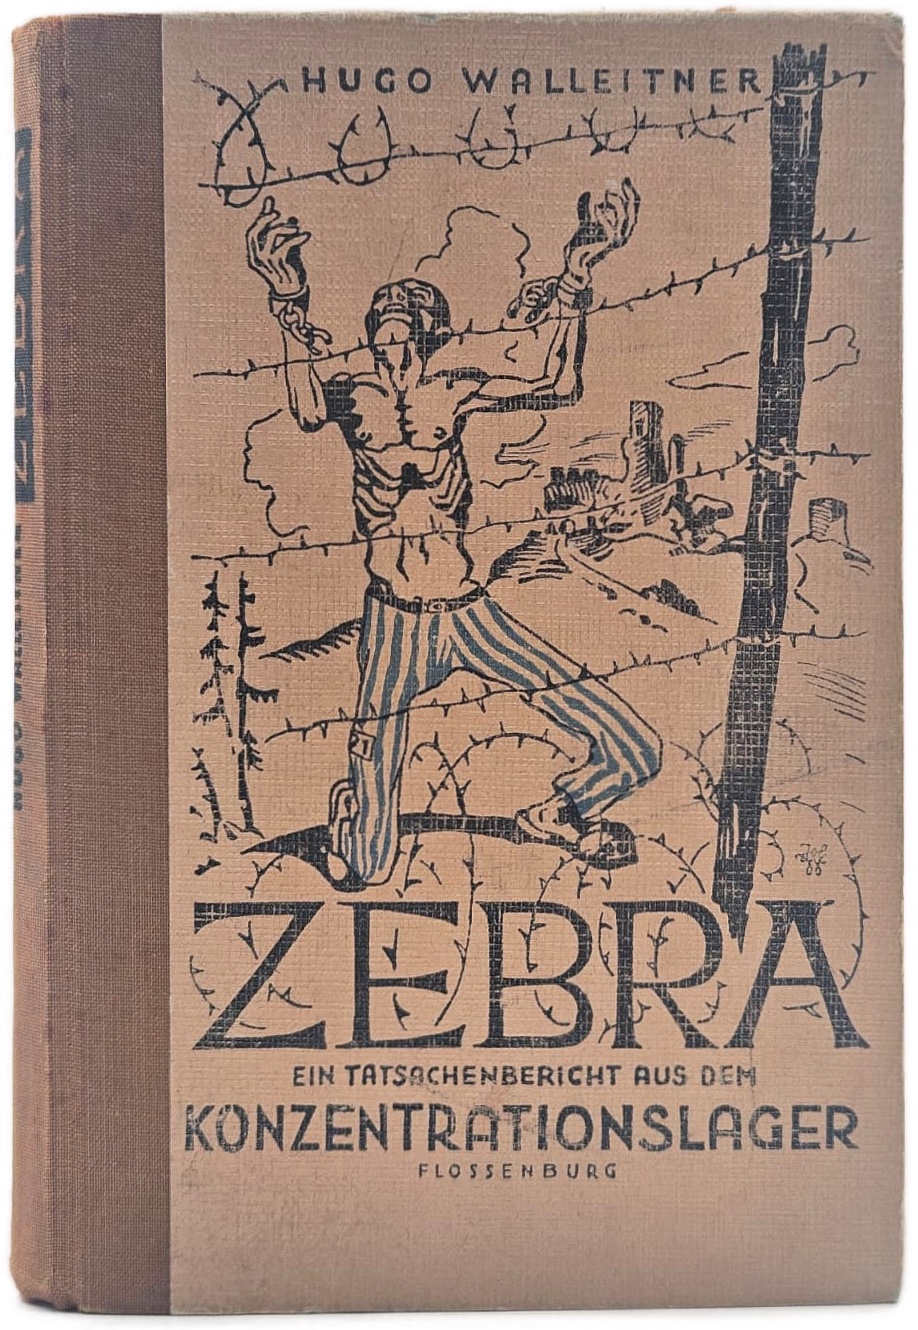 HUGO WALLEITNER
ZEBRA
EIN TATSACHENBERICHT AUS DEM
KONZENTRATIONSLAGER
FLOSSENBURG
ZEBRA